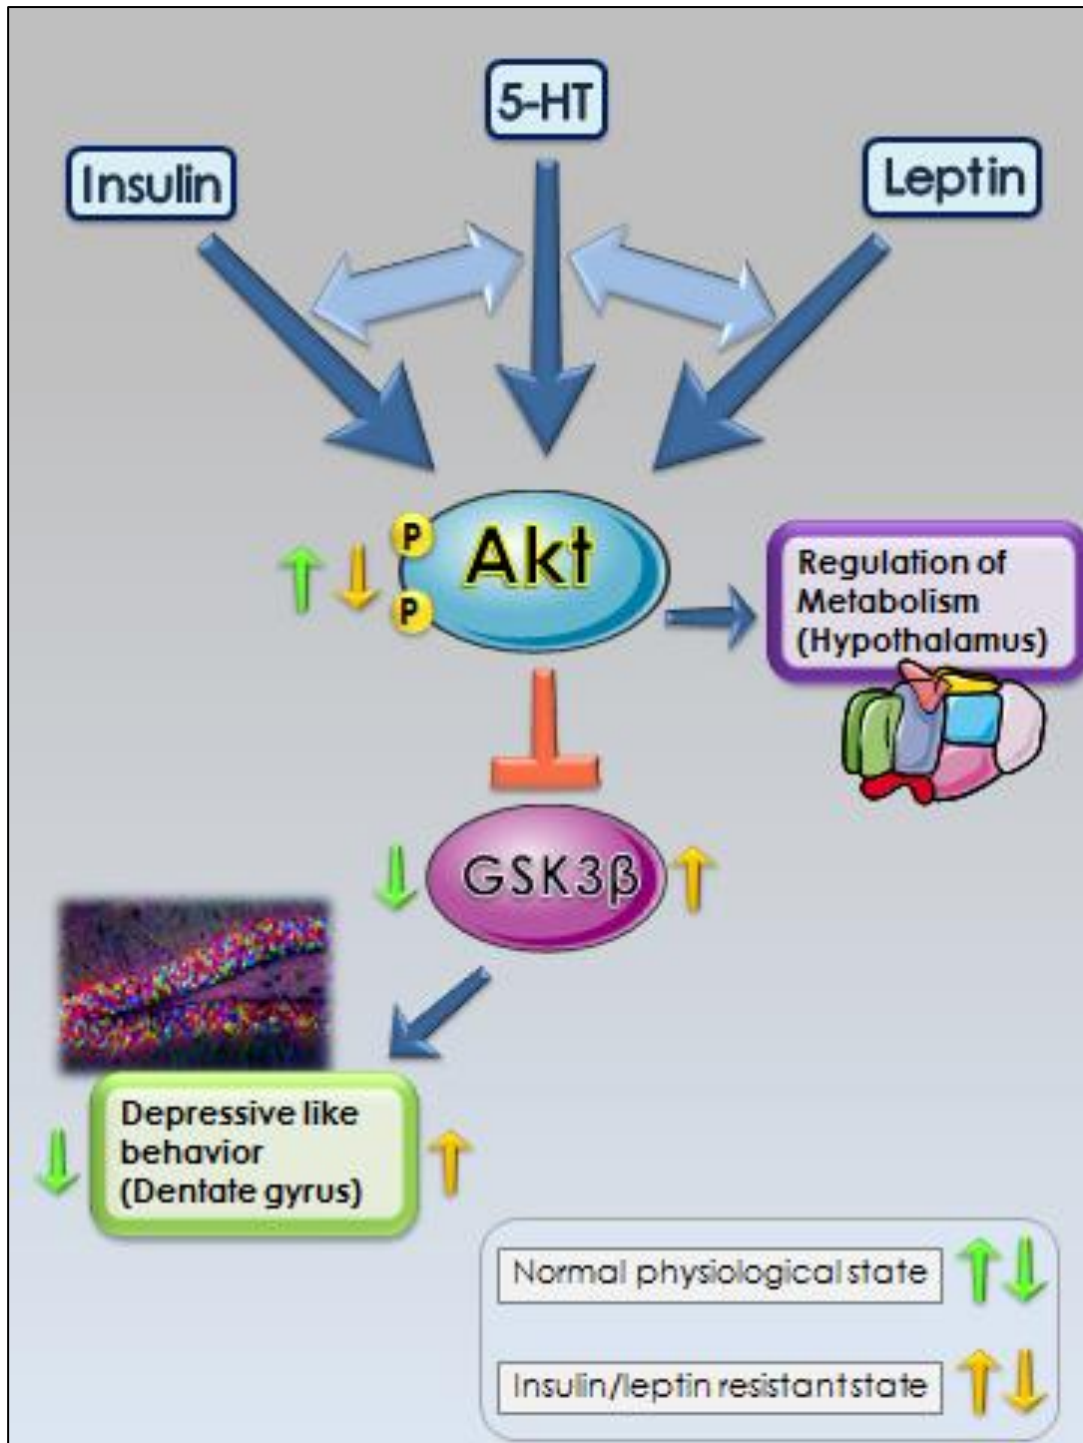 5-HT
Insulin
Leptin
P
Akt
P
Regulation of
Metabolism
(Hypothalamus)
GSK3β
Depressive like
behavior
(Dentate gyrus)
Normal physiological state
Insulin/leptin resistant state